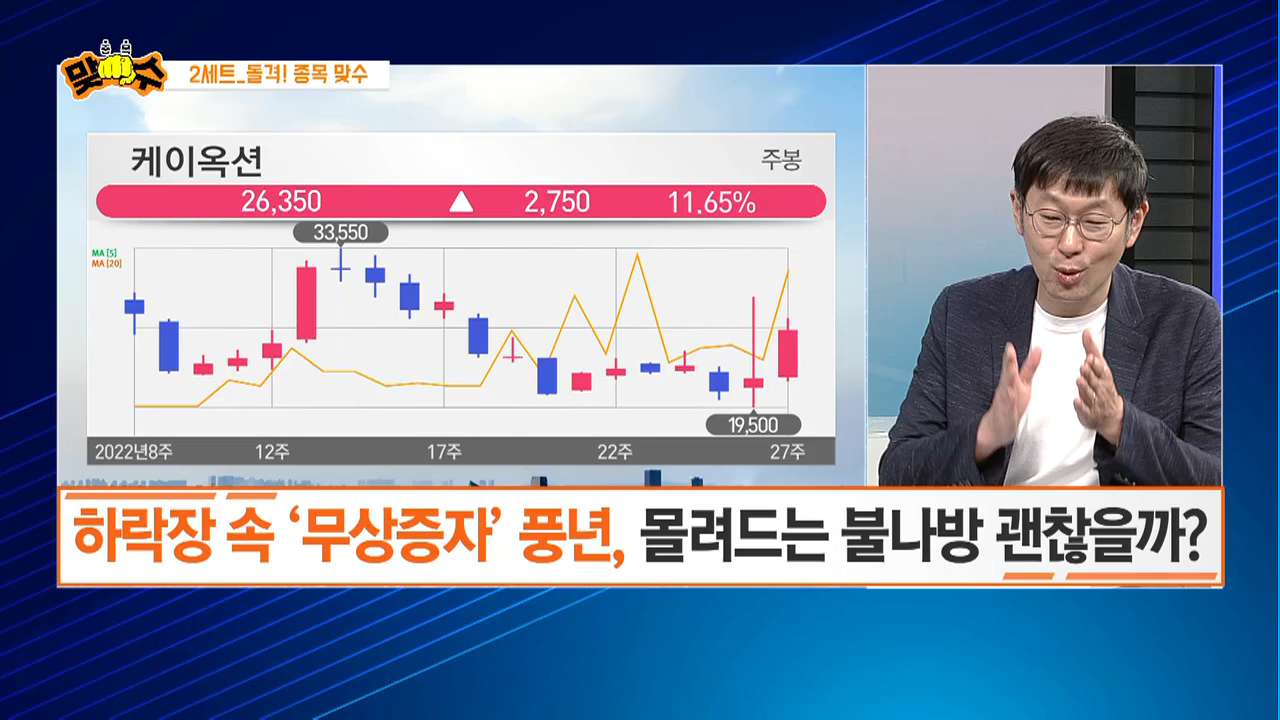 종목
맞수
2세트_돌격! 종목 맞수
케이옥션
주봉
26,350 ▲ 2,750 11.65%
33,550
MA [5]
MA [20]
19,500
2022년8주 12주 17주 22주 27주
하락장 속 ‘무상증자’ 풍년, 몰려드는 불나방 괜찮을까?